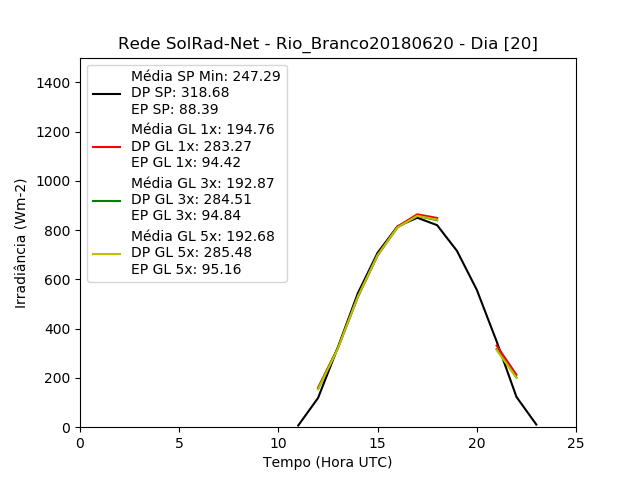 Rede SolRad-Net - Rio_Branco20180620 - Dia [20]
Média SP Min: 247.29
DP SP: 318.68
EP SP: 88.39
Média GL 1x: 194.76
DP GL 1x: 283.27
EP GL 1x: 94.42
Média GL 3x: 192.87
DP GL 3x: 284.51
EP GL 3x: 94.84
Média GL 5x: 192.68
DP GL 5x: 285.48
EP GL 5x: 95.16
Irradiância (Wm-2)
1400
1200
1000
800
600
400
200
0
0 5 10 15 20 25
Tempo (Hora UTC)